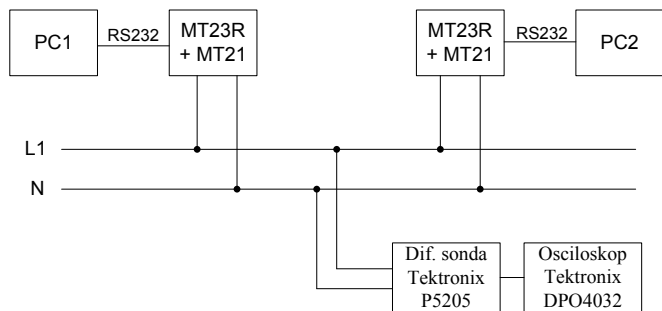 PC1
RS232
MT23R
+ MT21
MT23R
+ MT21
RS232
PC2
L1
N
Dif. sonda
Tektronix
P5205
Osciloskop
Tektronix
DPO4032